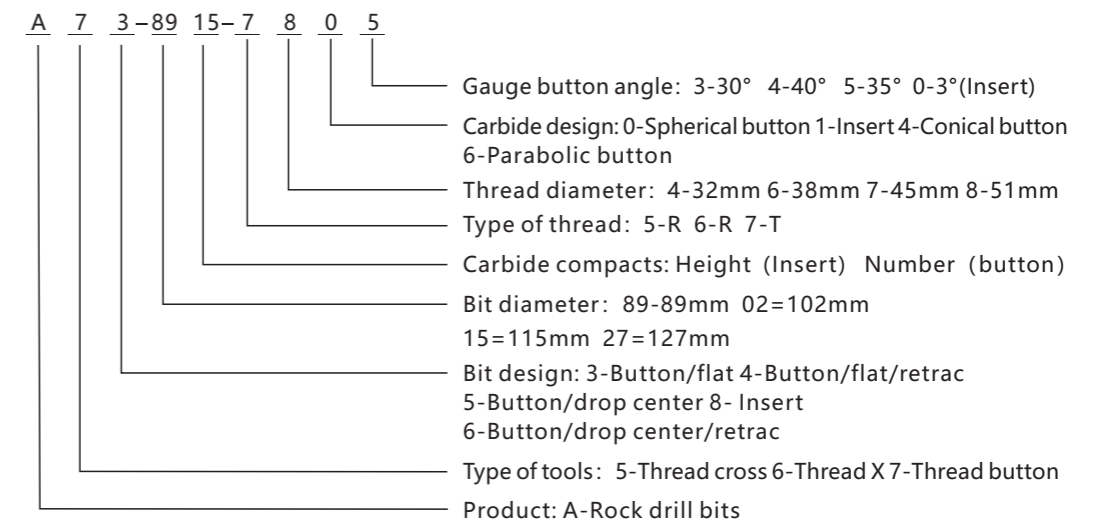 A 7 3–89 15–7 8 0 5
Gauge button angle: 3-30° 4-40° 5-35° 0-3°(Insert)
Carbide design: 0-Spherical button 1-Insert 4-Conical button
6-Parabolic button
Thread diameter: 4-32mm 6-38mm 7-45mm 8-51mm
Type of thread: 5-R 6-R 7-T
Carbide compacts: Height (Insert) Number (button)
Bit diameter: 89-89mm 02=102mm
15=115mm 27=127mm
Bit design: 3-Button/flat 4-Button/flat/retrac
5-Button/drop center 8- Insert
6-Button/drop center/retrac
Type of tools: 5-Thread cross 6-Thread X 7-Thread button
Product: A-Rock drill bits